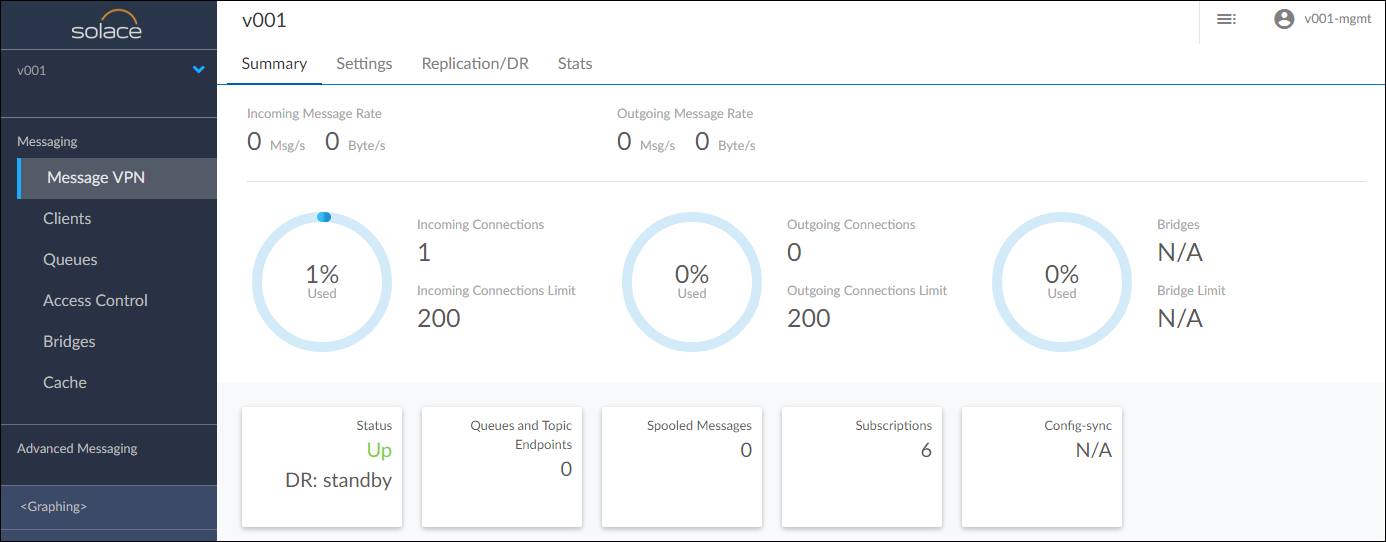 solace
v001
v001-mgmt
v001
Summary Settings Replication/DR Stats
Messaging
Message VPN
Clients
Queues
Access Control
Bridges
Cache
Advanced Messaging
<Graphing>
Incoming Message Rate
0 Msg/s 0 Byte/s
Outgoing Message Rate
0 Msg/s 0 Byte/s
1%
Used
Incoming Connections
1
Incoming Connections Limit
200
0%
Used
Outgoing Connections
0
Outgoing Connections Limit
200
0%
Used
Bridges
N/A
Bridge Limit
N/A
Status
Up
DR: standby
Queues and Topic
Endpoints
0
Spooled Messages
0
Subscriptions
6
Config-sync
N/A